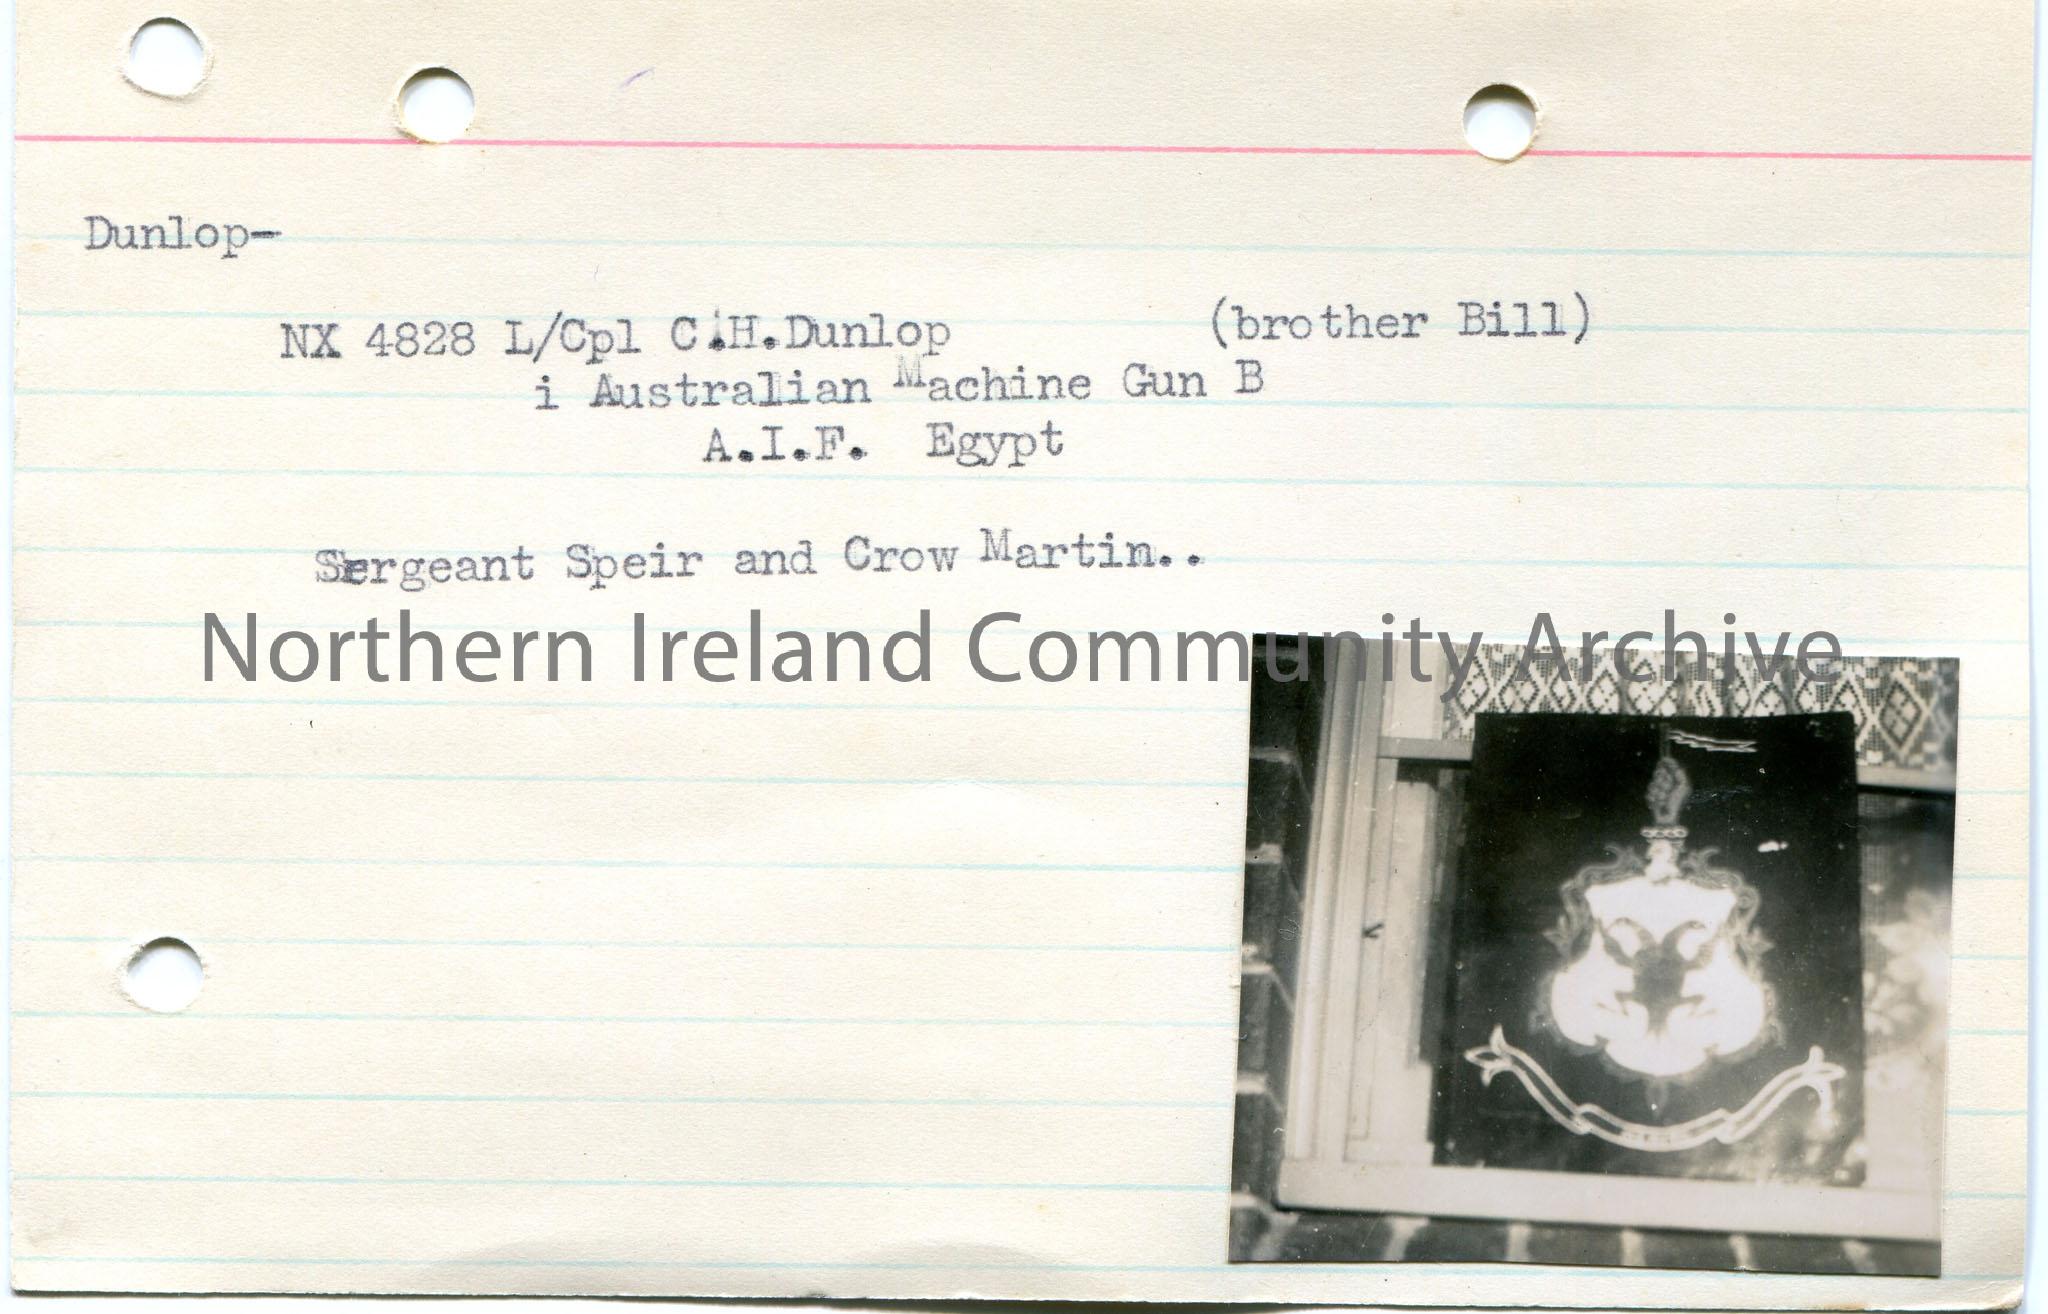 Dunlop-
NX 4828 L/Cpl C.H.Dunlop (brother Bill)
i Australian Machine Gun B
A.I.F. Egypt
Sergeant Speir and Crow Martin..
Northern Ireland Community Archive